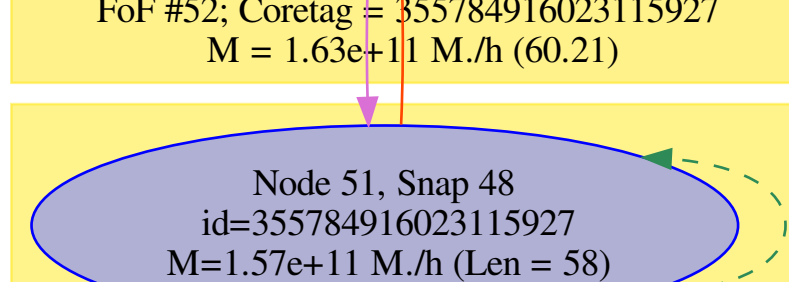 FoF #52; Coretag = 355784916023115927
M = 1.63e+11 M./h (60.21)
Node 51, Snap 48
id=355784916023115927
M=1.57e+11 M./h (Len = 58)